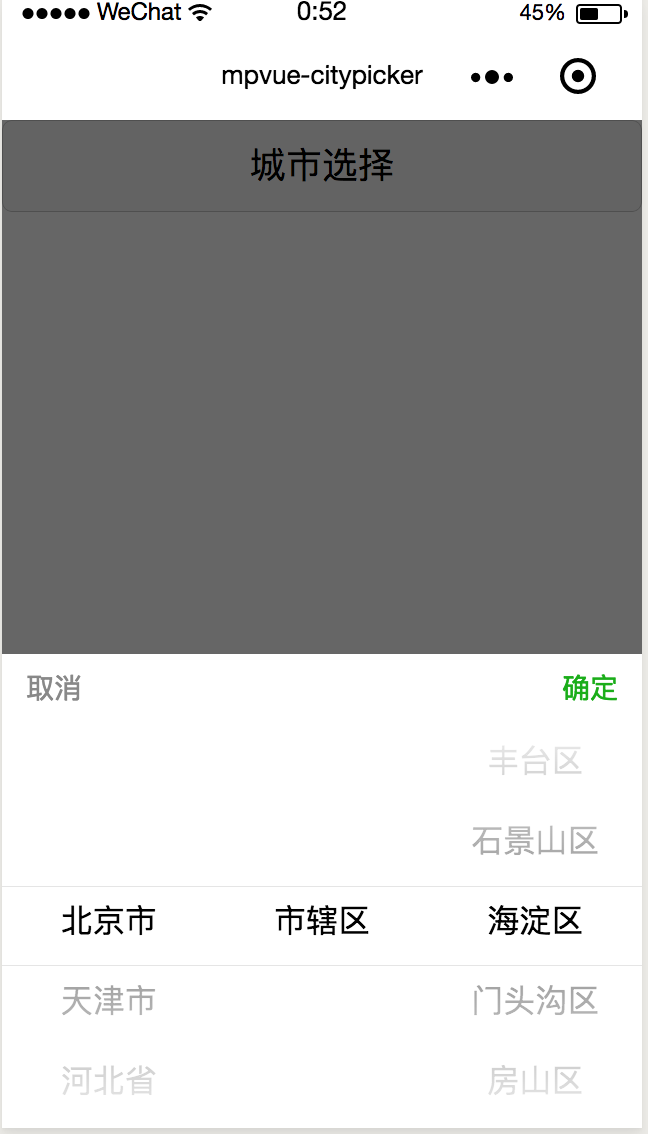 ●●●●● WeChat 0:52 45%
mpvue-citypicker
城市选择
取消 确定
丰台区
石景山区
北京市 市辖区 海淀区
天津市 门头沟区
河北省 房山区